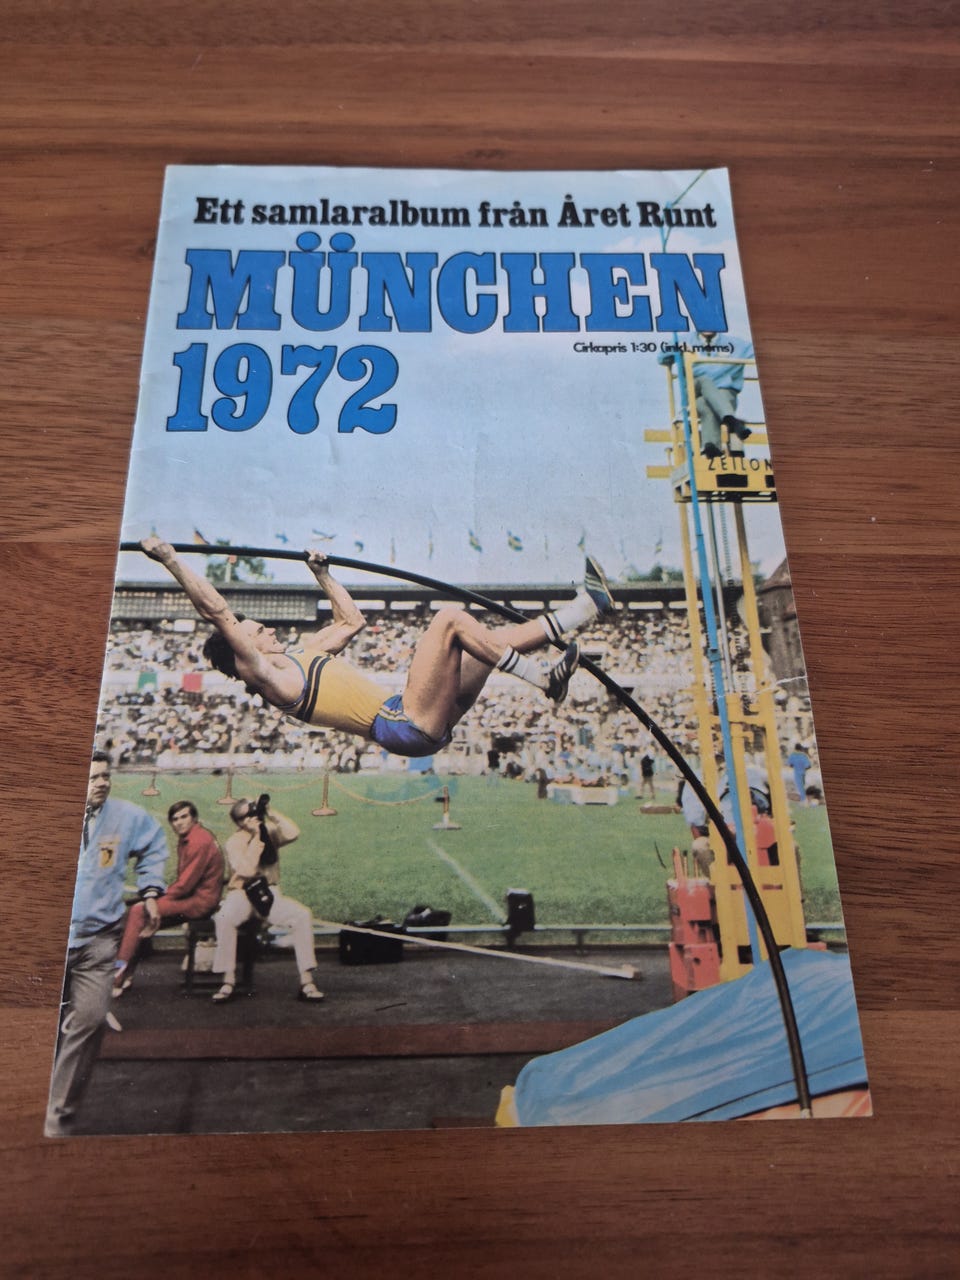 Ett samlaralbum från Året Runt
MÜNCHEN
1972
Cirkapris 1:30 (inkl. moms)
ZEILON